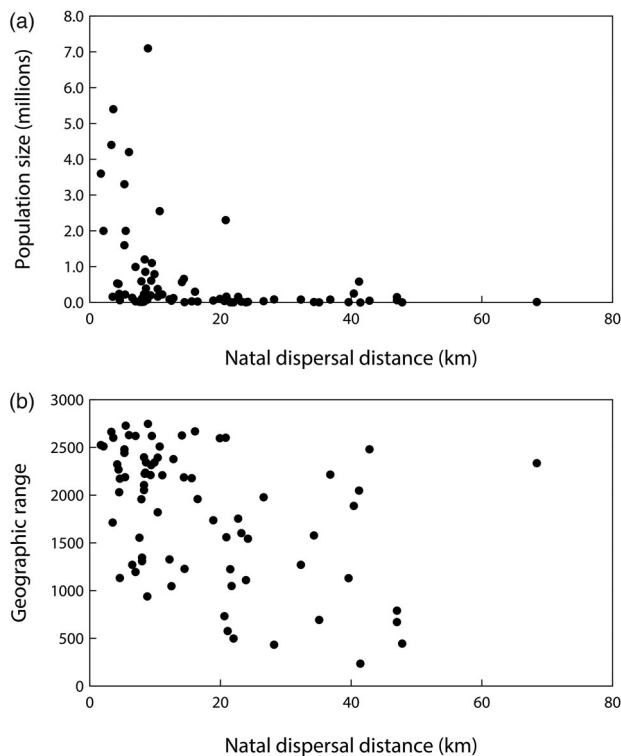 (a)
8.0
7.0
6.0
5.0
4.0
3.0
2.0
1.0
0.0
Population size (millions)
0 20 40 60 80
Natal dispersal distance (km)
(b)
3000
2500
2000
1500
1000
500
0
Geographic range
0 20 40 60 80
Natal dispersal distance (km)